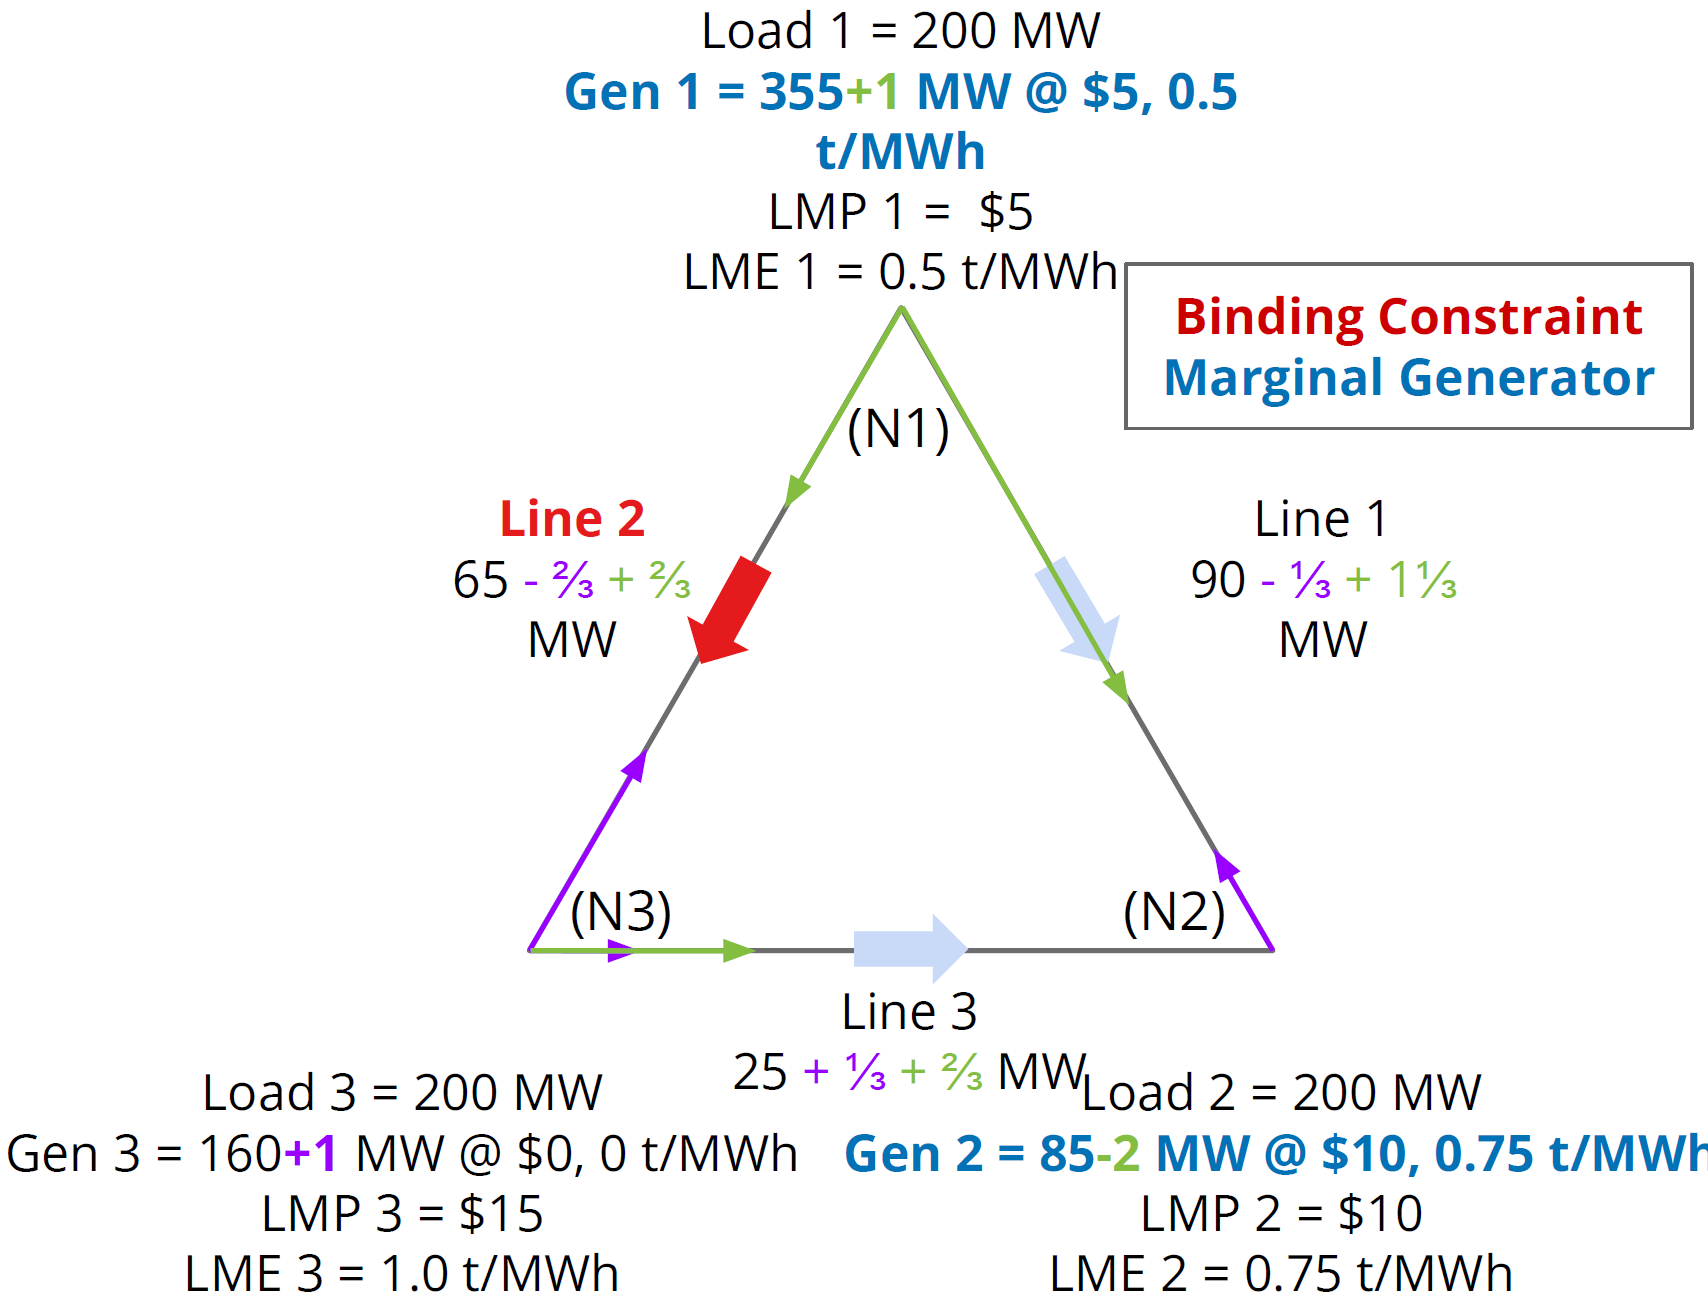 Load 1 = 200 MW
Gen 1 = 355+1 MW @ $5, 0.5
t/MWh
LMP 1 = $5
LME 1 = 0.5 t/MWh
Binding Constraint
Marginal Generator
(N1)
Line 2
65 - ⅔ + ⅔
MW
Line 1
90 - ⅓ + 1⅓
MW
(N3)
(N2)
Line 3
25 + ⅓ + ⅔ MW
Load 3 = 200 MW
Gen 3 = 160+1 MW @ $0, 0 t/MWh
LMP 3 = $15
LME 3 = 1.0 t/MWh
Load 2 = 200 MW
Gen 2 = 85-2 MW @ $10, 0.75 t/MWh
LMP 2 = $10
LME 2 = 0.75 t/MWh